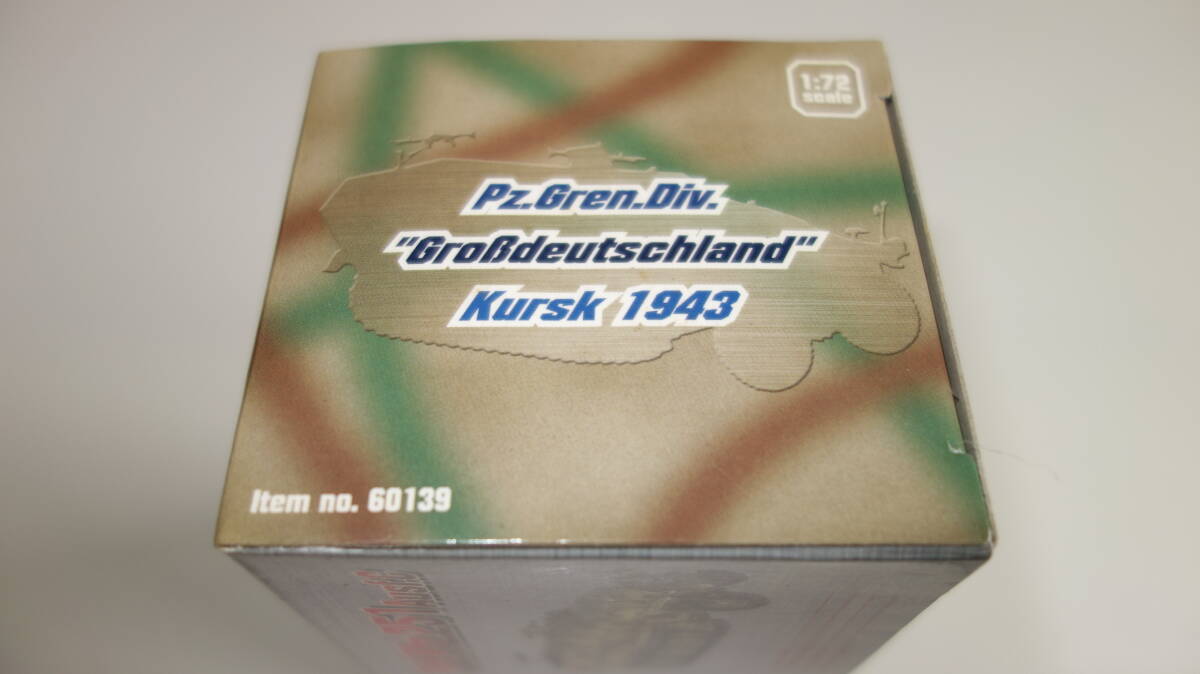 1:72
scale
Pz.Gren.Div.
"Großdeutschland"
Kursk 1943
Item no. 60139